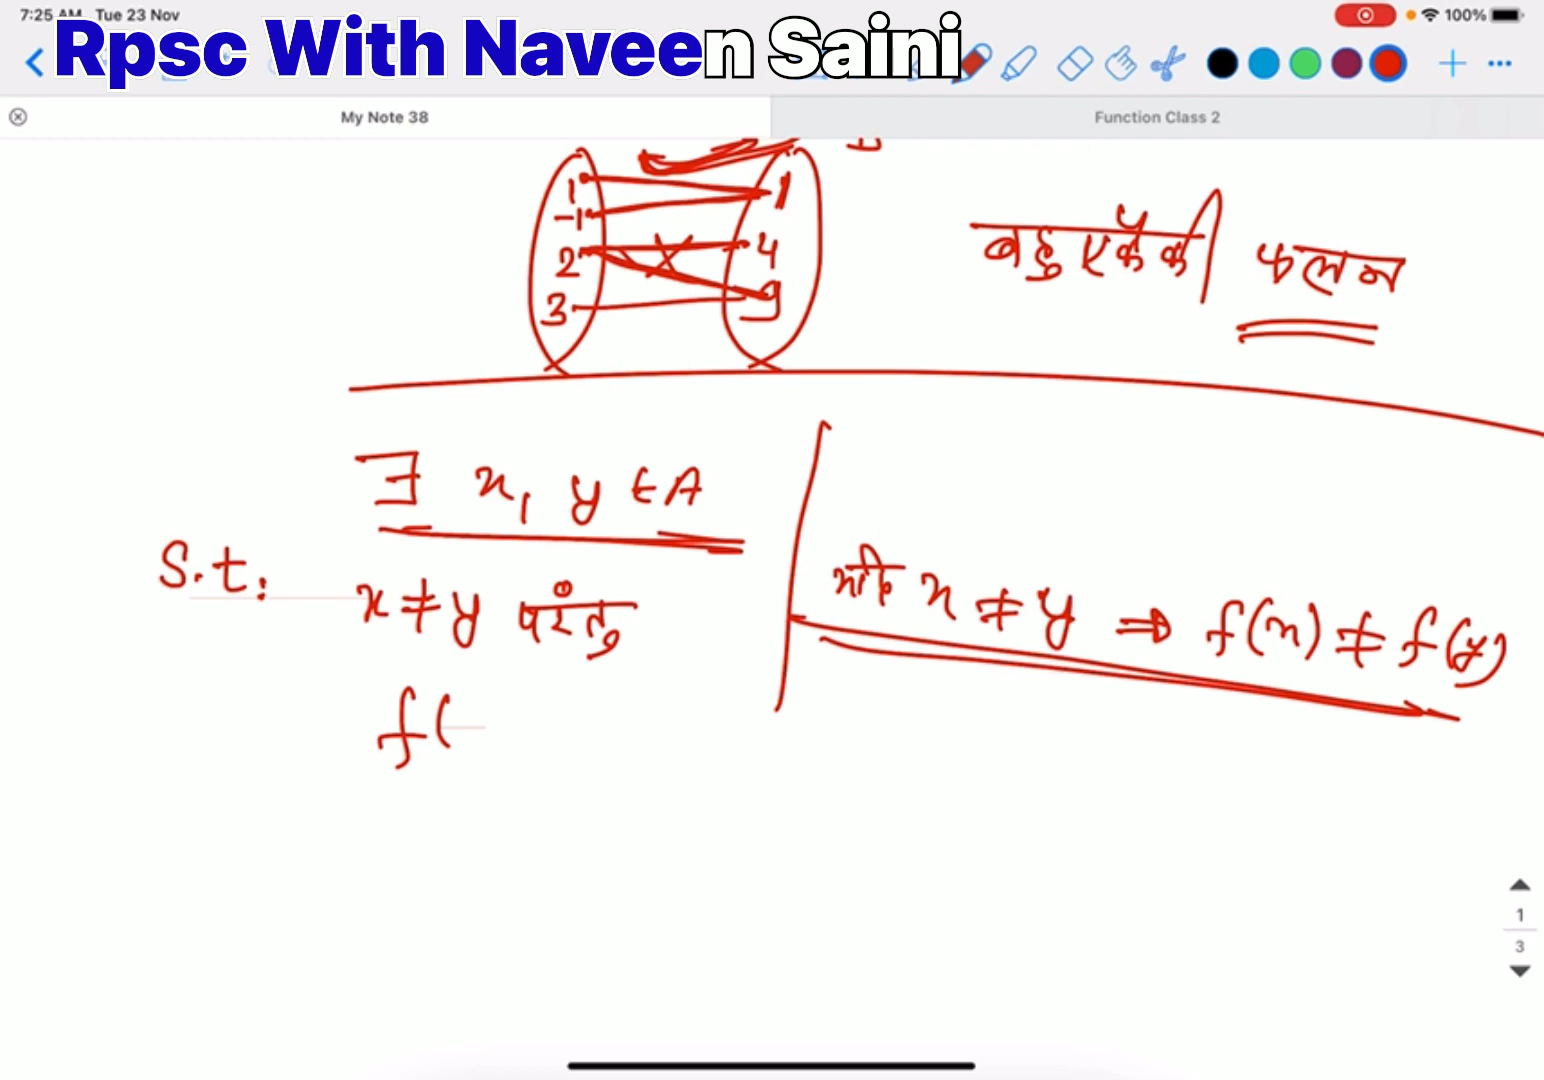 7:25 AM Tue 23 Nov
100%
Rpsc With Naveen Saini
My Note 38
Function Class 2
1 1
-1
2 4
3 9
बहु एकैकी फलन
∃ x, y ∈ A
S.t. x ≠ y परंतु
यदि x ≠ y ⇒ f(x) ≠ f(y)
f(
1
3